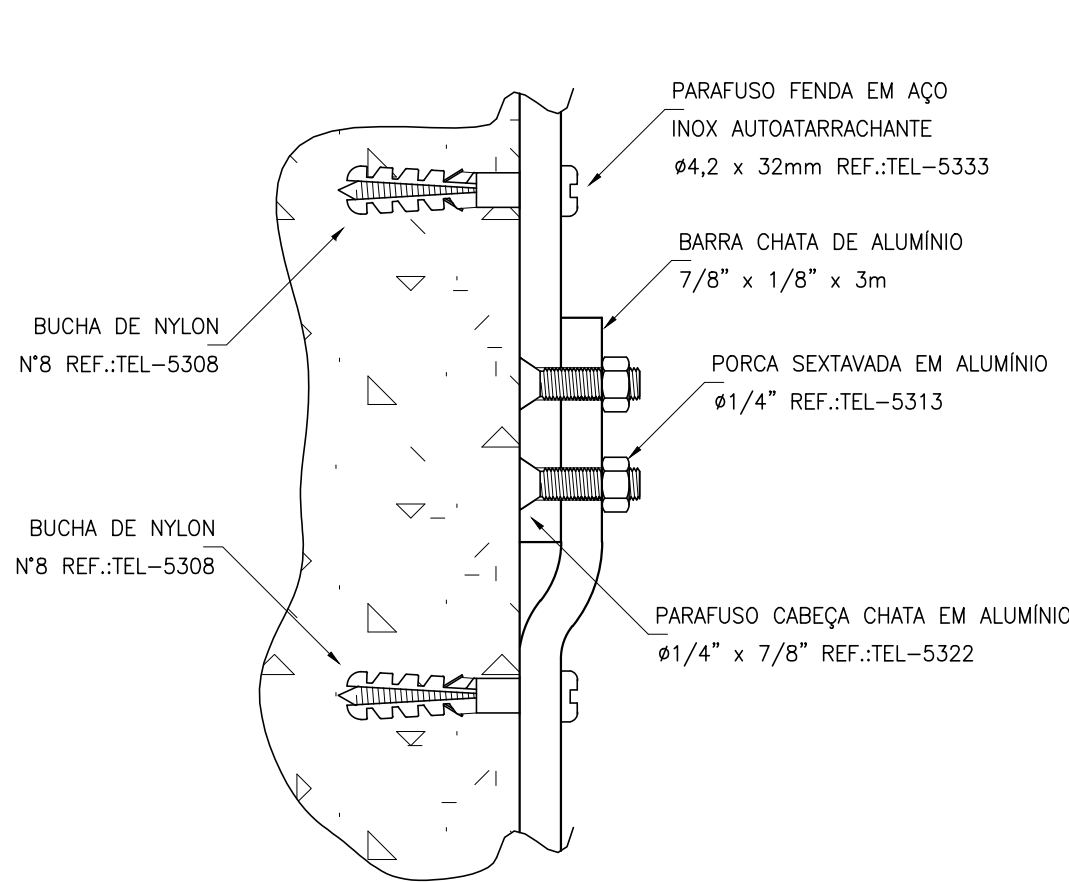 PARAFUSO FENDA EM AÇO
INOX AUTOATARRACHANTE
ø4,2 x 32mm REF.:TEL-5333
BARRA CHATA DE ALUMÍNIO
7/8" x 1/8" x 3m
BUCHA DE NYLON
N°8 REF.:TEL-5308
PORCA SEXTAVADA EM ALUMÍNIO
ø1/4" REF.:TEL-5313
BUCHA DE NYLON
N°8 REF.:TEL-5308
PARAFUSO CABEÇA CHATA EM ALUMÍNIO
ø1/4" x 7/8" REF.:TEL-5322